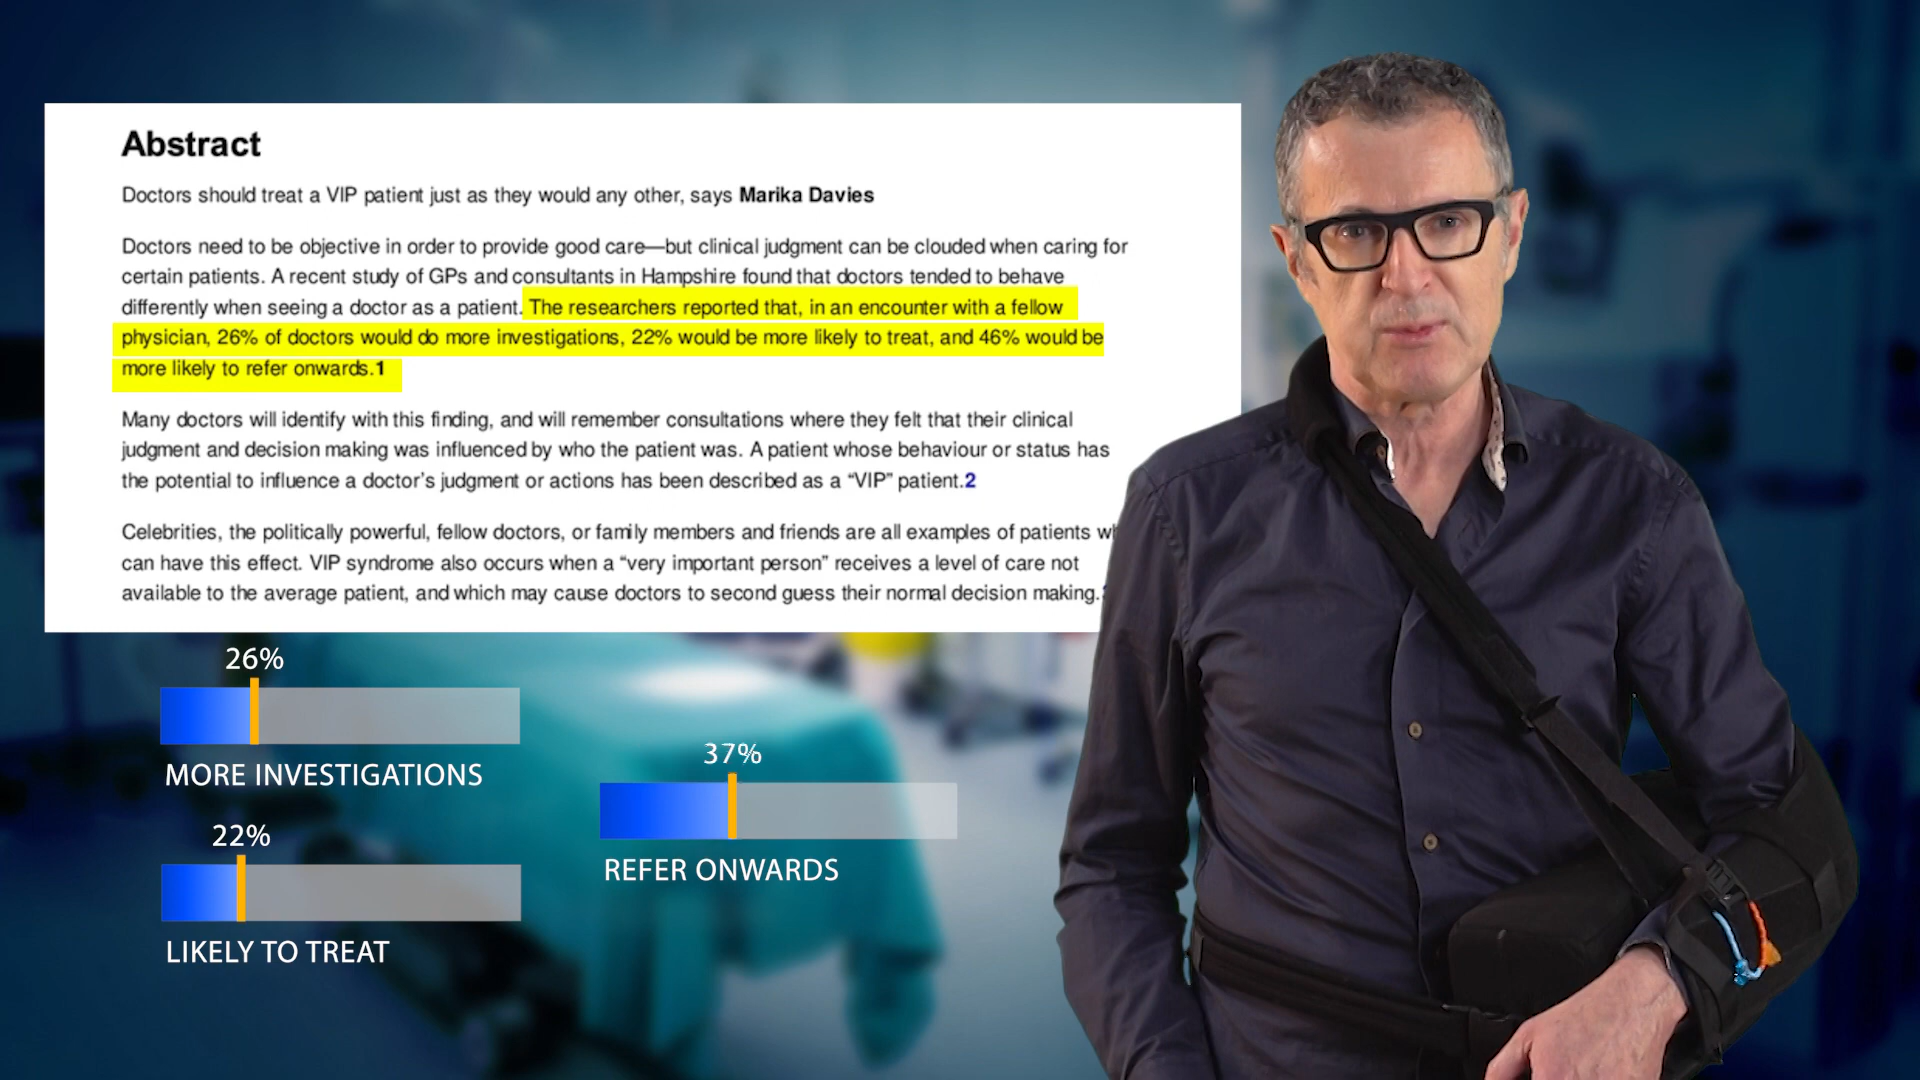 Abstract
Doctors should treat a VIP patient just as they would any other, says Marika Davies
Doctors need to be objective in order to provide good care—but clinical judgment can be clouded when caring for
certain patients. A recent study of GPs and consultants in Hampshire found that doctors tended to behave
differently when seeing a doctor as a patient. The researchers reported that, in an encounter with a fellow
physician, 26% of doctors would do more investigations, 22% would be more likely to treat, and 46% would be
more likely to refer onwards.1
Many doctors will identify with this finding, and will remember consultations where they felt that their clinical
judgment and decision making was influenced by who the patient was. A patient whose behaviour or status has
the potential to influence a doctor’s judgment or actions has been described as a “VIP” patient.2
Celebrities, the politically powerful, fellow doctors, or family members and friends are all examples of patients
can have this effect. VIP syndrome also occurs when a “very important person” receives a level of care not
available to the average patient, and which may cause doctors to second guess their normal decision making.
26%
MORE INVESTIGATIONS
22%
LIKELY TO TREAT
37%
REFER ONWARDS